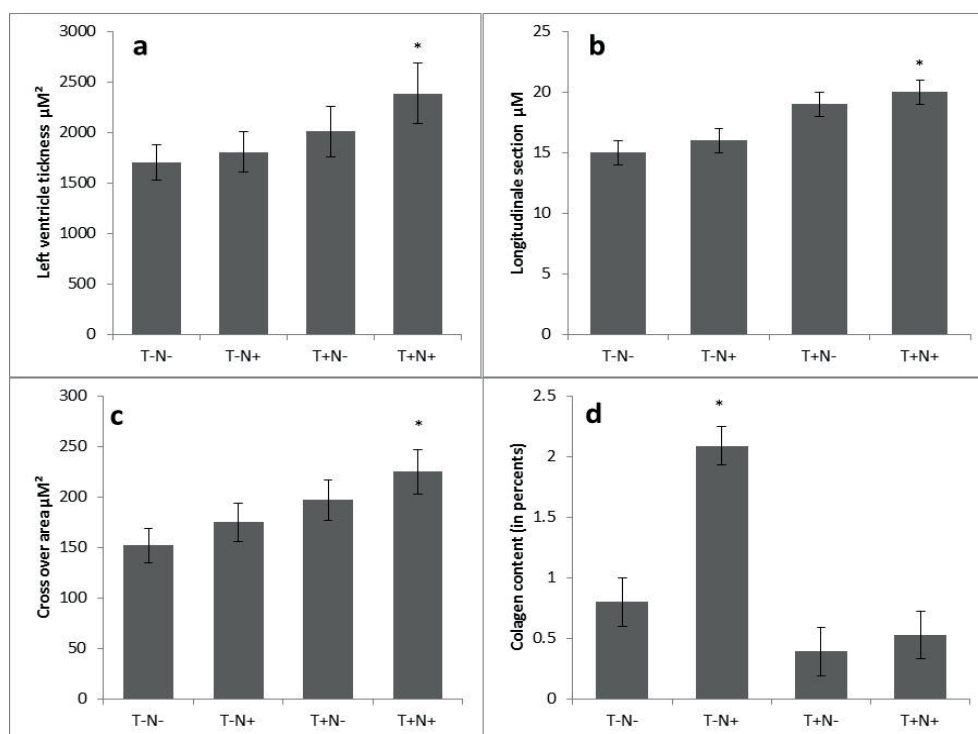 a
Left ventricle tickness µM²
3000
2500
2000
1500
1000
500
0
*
T-N-
T-N+
T+N-
T+N+
b
Longitudinale section µM
25
20
15
10
5
0
*
T-N-
T-N+
T+N-
T+N+
c
Cross over area µM²
300
250
200
150
100
50
0
*
T-N-
T-N+
T+N-
T+N+
d
Colagen content (in percents)
2.5
2
1.5
1
0.5
0
*
T-N-
T-N+
T+N-
T+N+